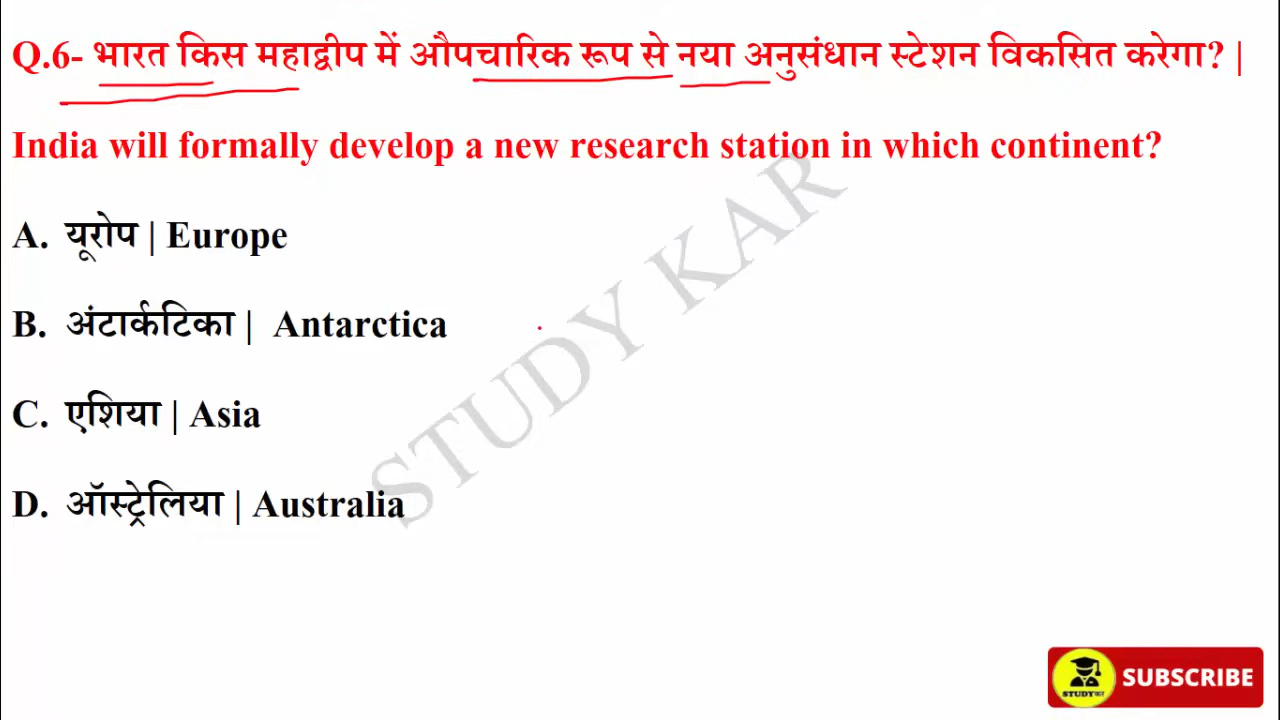 Q.6- भारत किस महाद्वीप में औपचारिक रूप से नया अनुसंधान स्टेशन विकसित करेगा? |
India will formally develop a new research station in which continent?
A. यूरोप | Europe
B. अंटार्कटिका | Antarctica
C. एशिया | Asia
D. ऑस्ट्रेलिया | Australia
STUDY KAR
STUDYकर
SUBSCRIBE